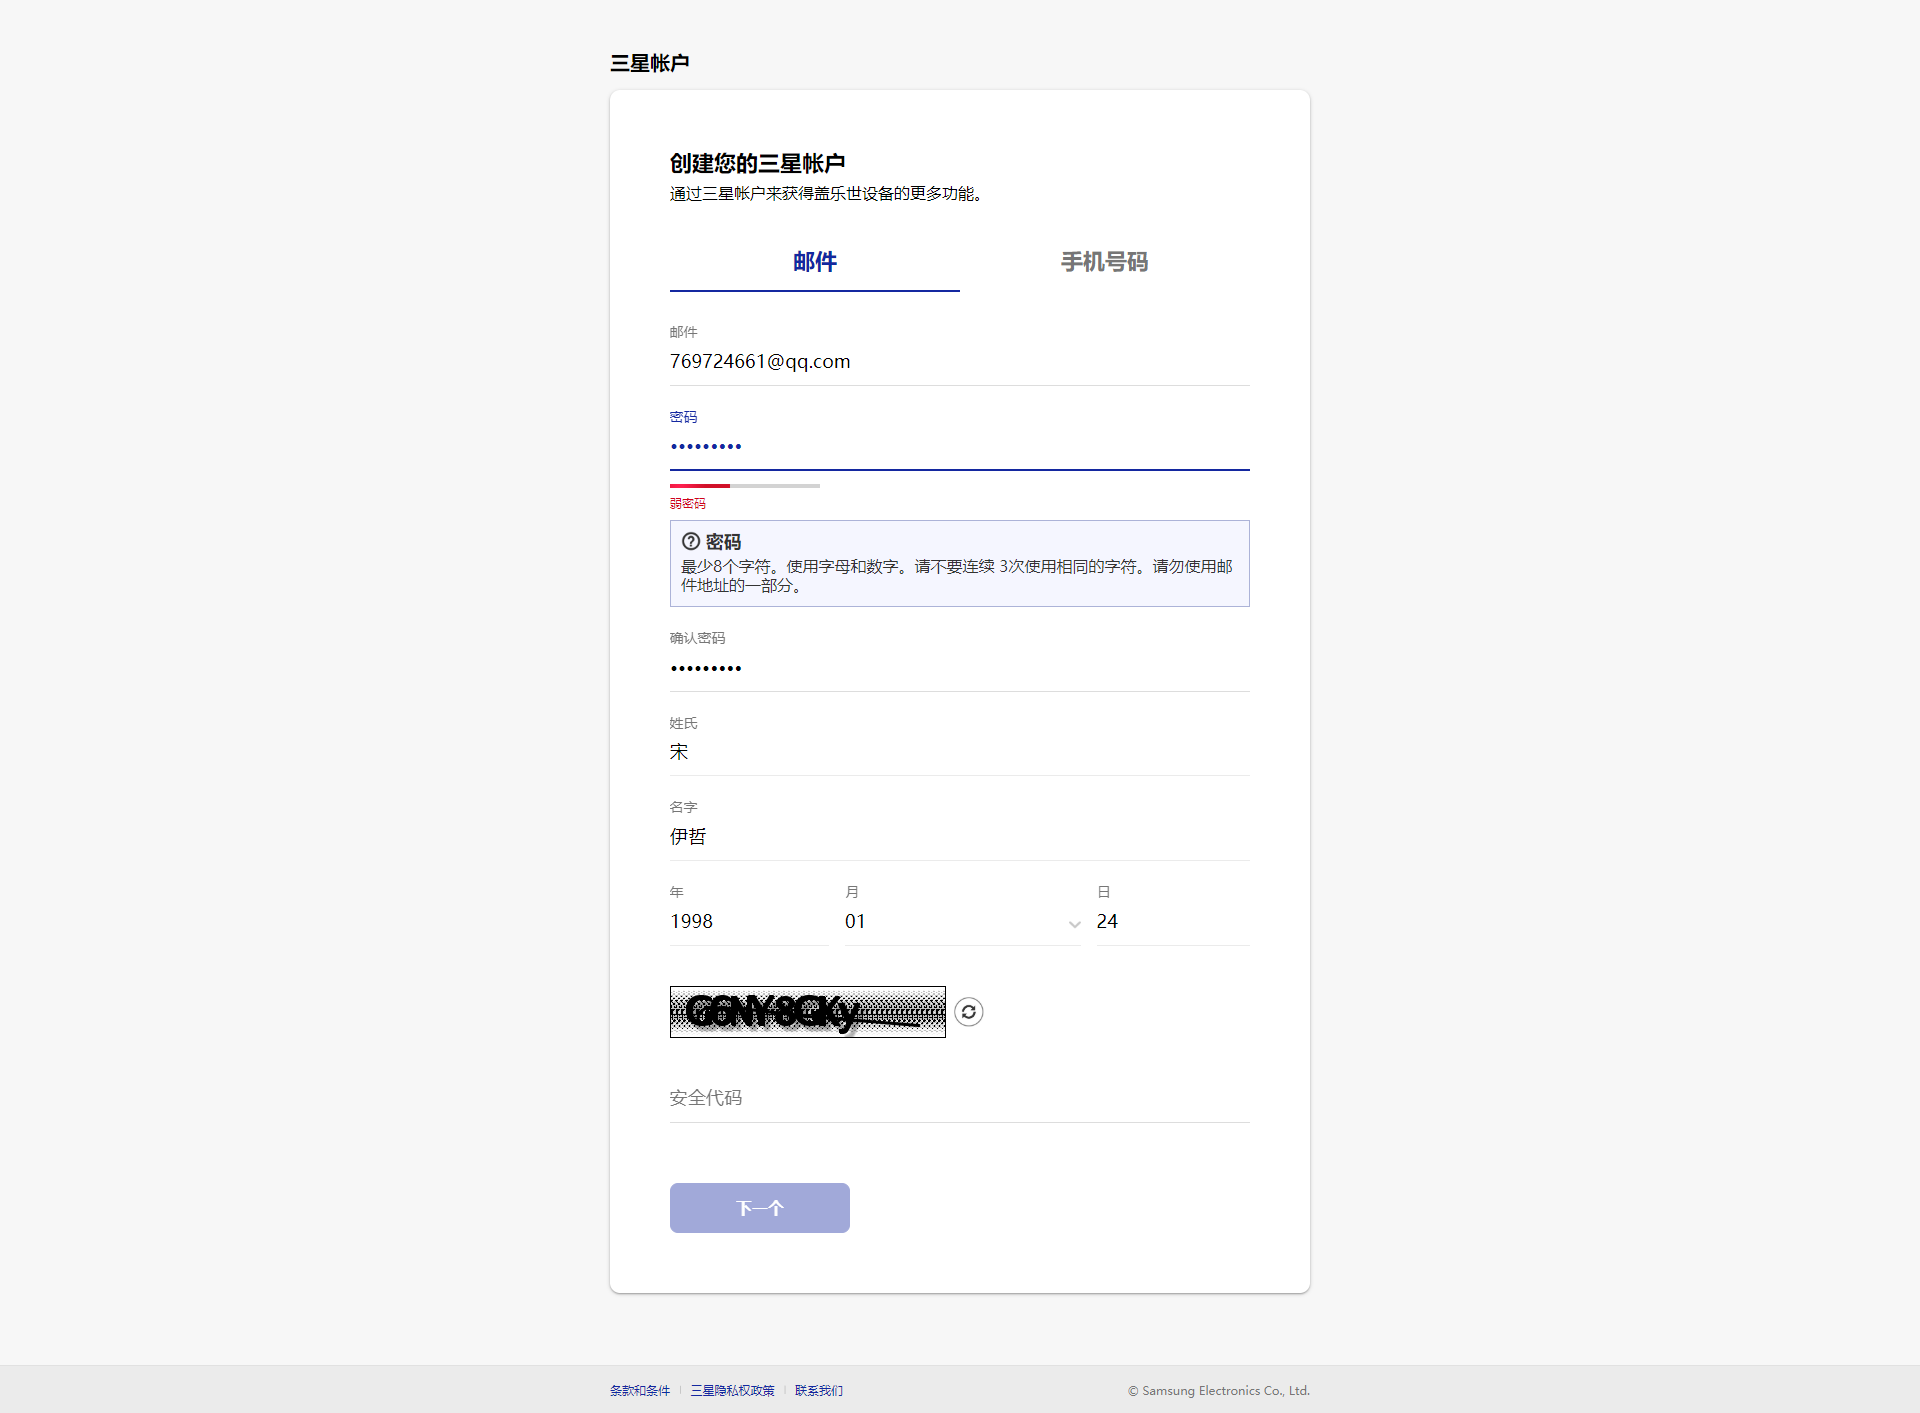 三星帐户
创建您的三星帐户
通过三星帐户来获得盖乐世设备的更多功能。
邮件 手机号码
邮件
769724661@qq.com
密码
•••••••••
弱密码
密码
最少8个字符。使用字母和数字。请不要连续 3次使用相同的字符。请勿使用邮
件地址的一部分。
确认密码
•••••••••
姓氏
宋
名字
伊哲
年 月 日
1998 01 24
G6NY8GKy
安全代码
下一个
条款和条件 三星隐私权政策 联系我们 © Samsung Electronics Co., Ltd.